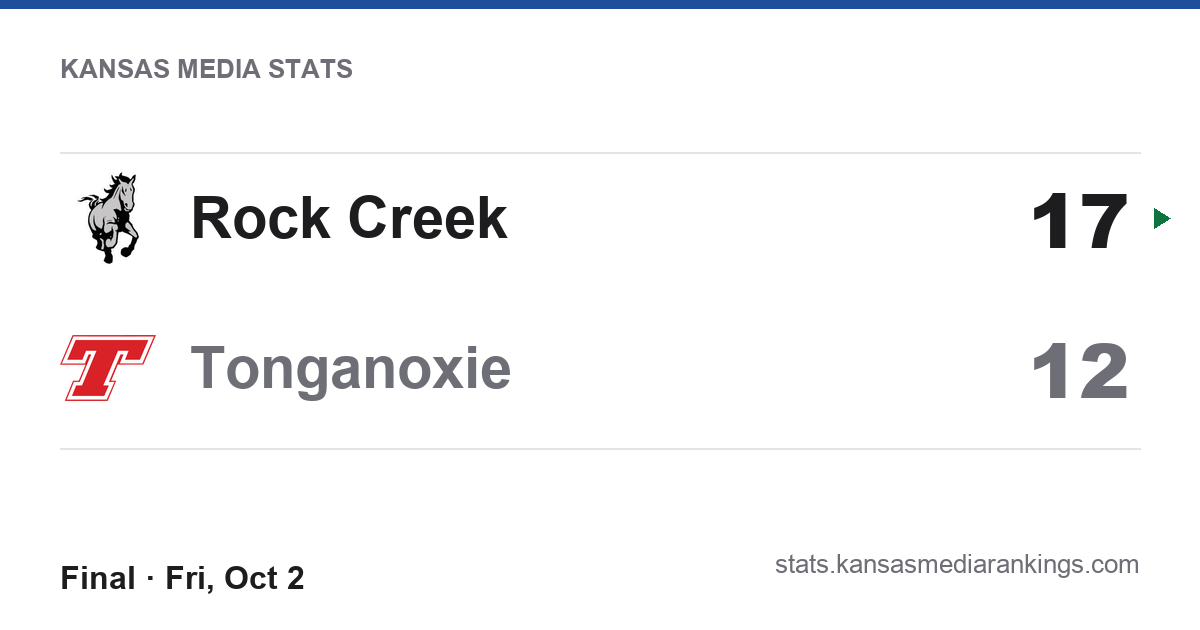 KANSAS MEDIA STATS
Rock Creek 17
T Tonganoxie 12
Final · Fri, Oct 2
stats.kansasmediarankings.com